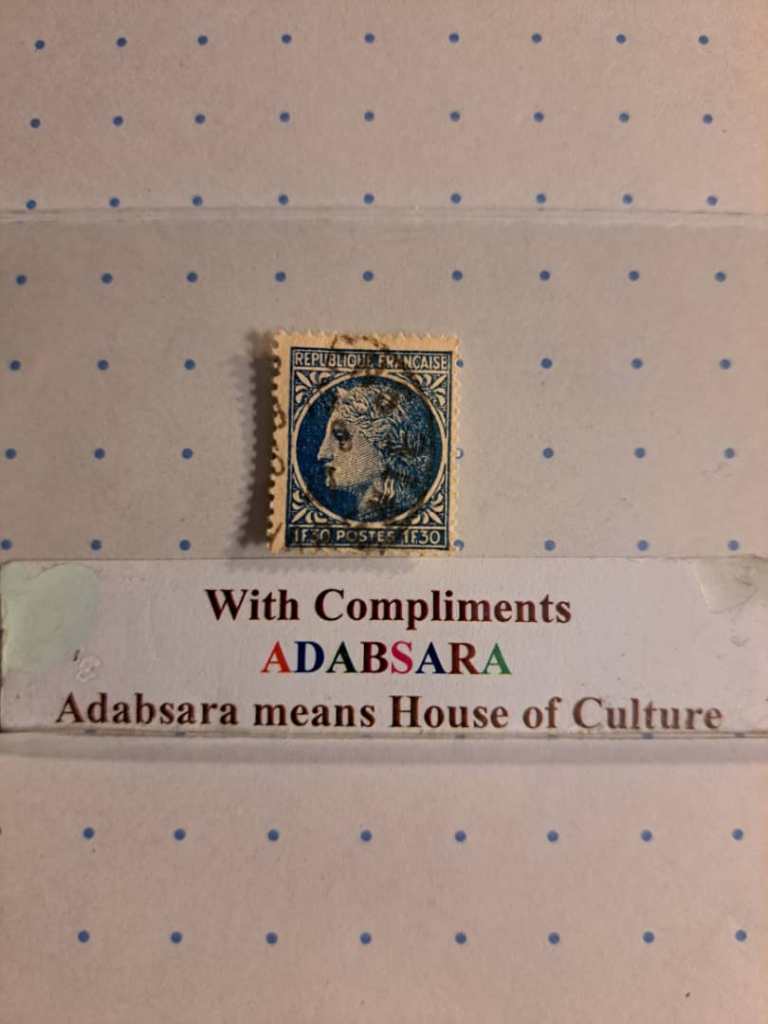 REPUBLIQUE FRANÇAISE
1F30 POSTES 1F30
With Compliments
ADABSARA
Adabsara means House of Culture